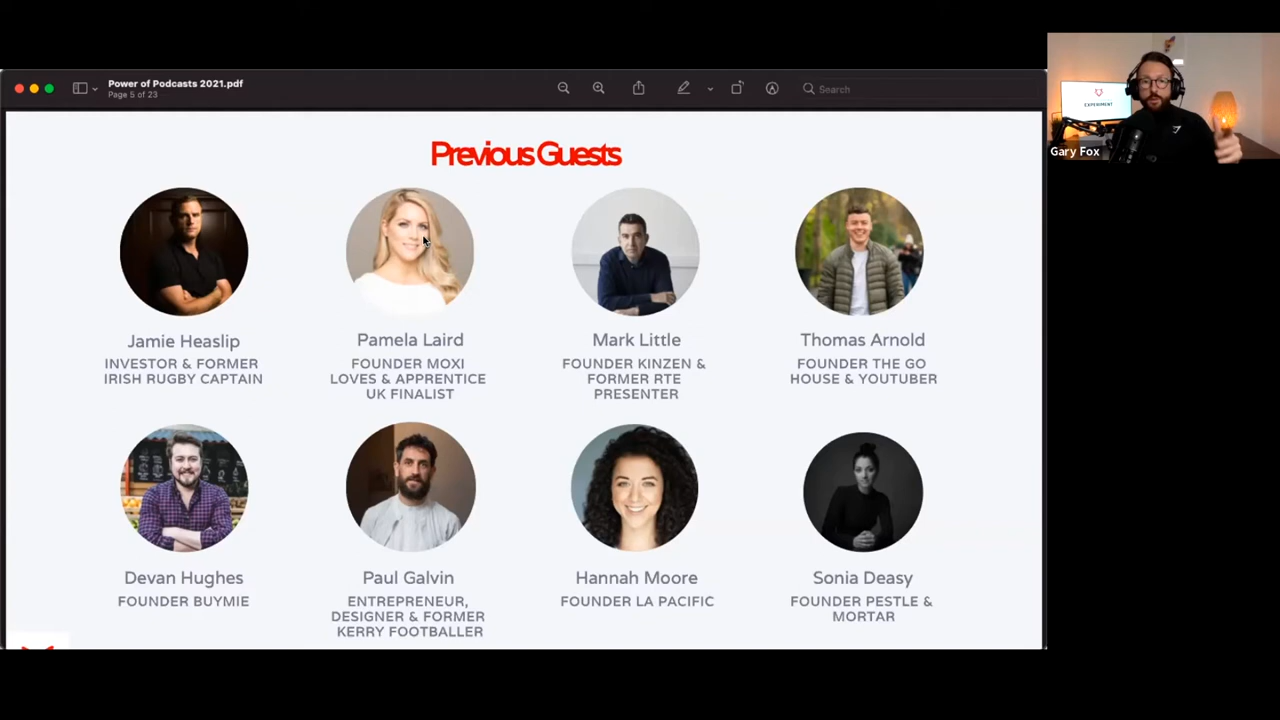 Power of Podcasts 2021.pdf
Page 5 of 23
Search
EXPERIMENT
Gary Fox
Previous Guests
Jamie Heaslip
INVESTOR & FORMER
IRISH RUGBY CAPTAIN
Pamela Laird
FOUNDER MOXI
LOVES & APPRENTICE
UK FINALIST
Mark Little
FOUNDER KINZEN &
FORMER RTE
PRESENTER
Thomas Arnold
FOUNDER THE GO
HOUSE & YOUTUBER
Devan Hughes
FOUNDER BUYMIE
Paul Galvin
ENTREPRENEUR,
DESIGNER & FORMER
KERRY FOOTBALLER
Hannah Moore
FOUNDER LA PACIFIC
Sonia Deasy
FOUNDER PESTLE &
MORTAR